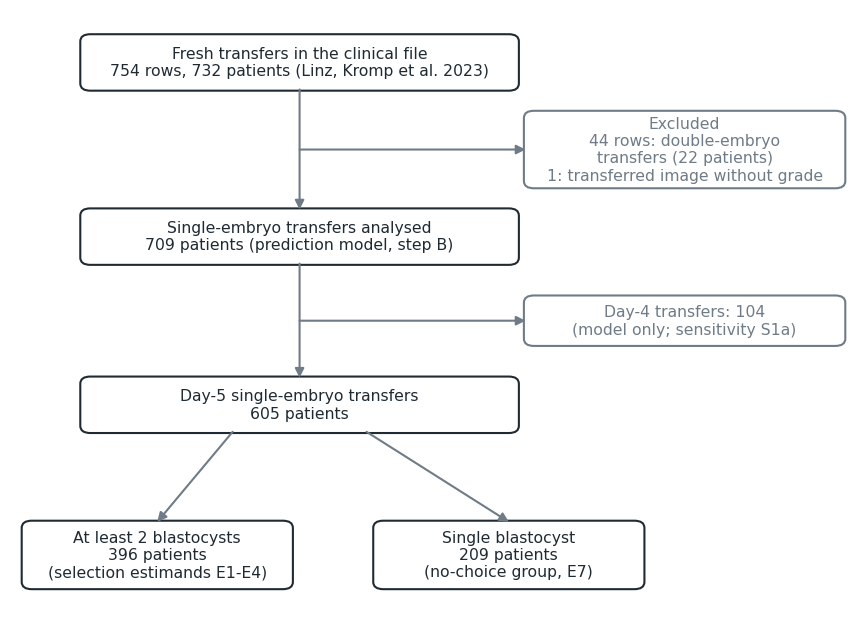 Fresh transfers in the clinical file
754 rows, 732 patients (Linz, Kromp et al. 2023)
Excluded
44 rows: double-embryo
transfers (22 patients)
1: transferred image without grade
Single-embryo transfers analysed
709 patients (prediction model, step B)
Day-4 transfers: 104
(model only; sensitivity S1a)
Day-5 single-embryo transfers
605 patients
At least 2 blastocysts
396 patients
(selection estimands E1-E4)
Single blastocyst
209 patients
(no-choice group, E7)